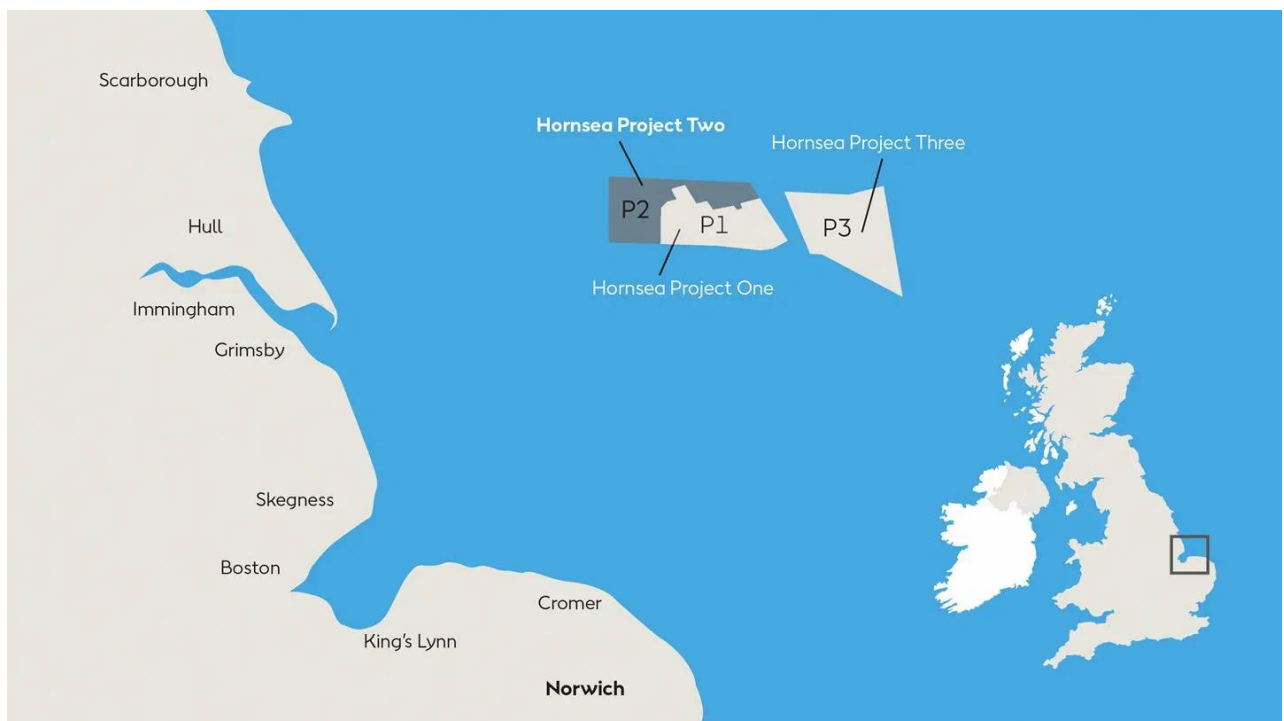 Scarborough
Hornsea Project Two
Hornsea Project Three
P2
P1
P3
Hull
Hornsea Project One
Immingham
Grimsby
Skegness
Boston
Cromer
King's Lynn
Norwich